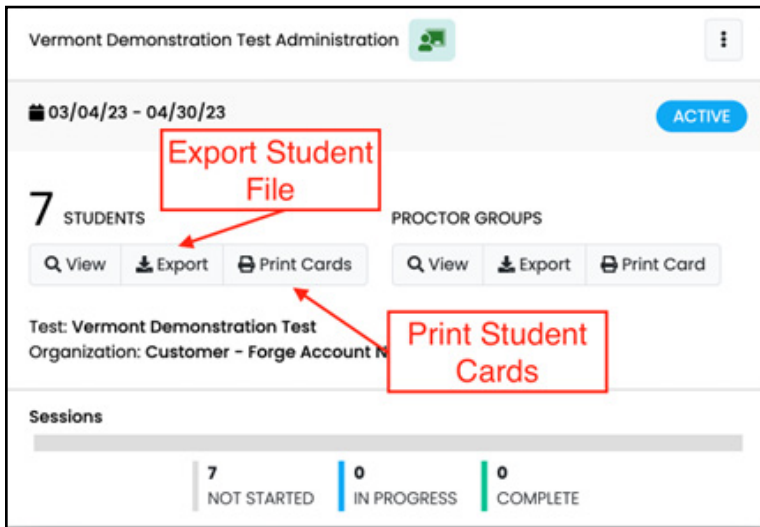 Vermont Demonstration Test Administration
03/04/23 - 04/30/23
ACTIVE
Export Student
File
7 STUDENTS
PROCTOR GROUPS
View Export Print Cards
View Export Print Card
Test: Vermont Demonstration Test
Organization: Customer - Forge Account
Print Student
Cards
Sessions
7
NOT STARTED
0
IN PROGRESS
0
COMPLETE